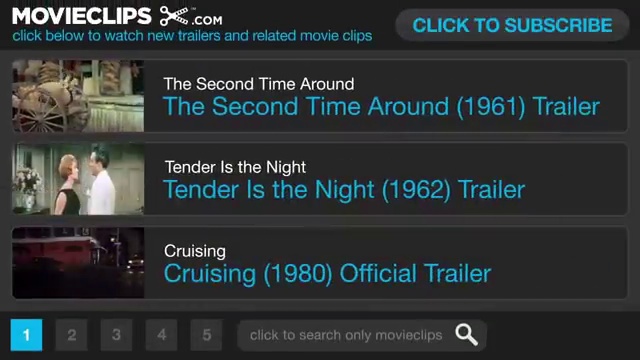 MOVIECLIPS .COM
click below to watch new trailers and related movie clips
CLICK TO SUBSCRIBE
The Second Time Around
The Second Time Around (1961) Trailer
Tender Is the Night
Tender Is the Night (1962) Trailer
Cruising
Cruising (1980) Official Trailer
1 2 3 4 5 click to search only movieclips